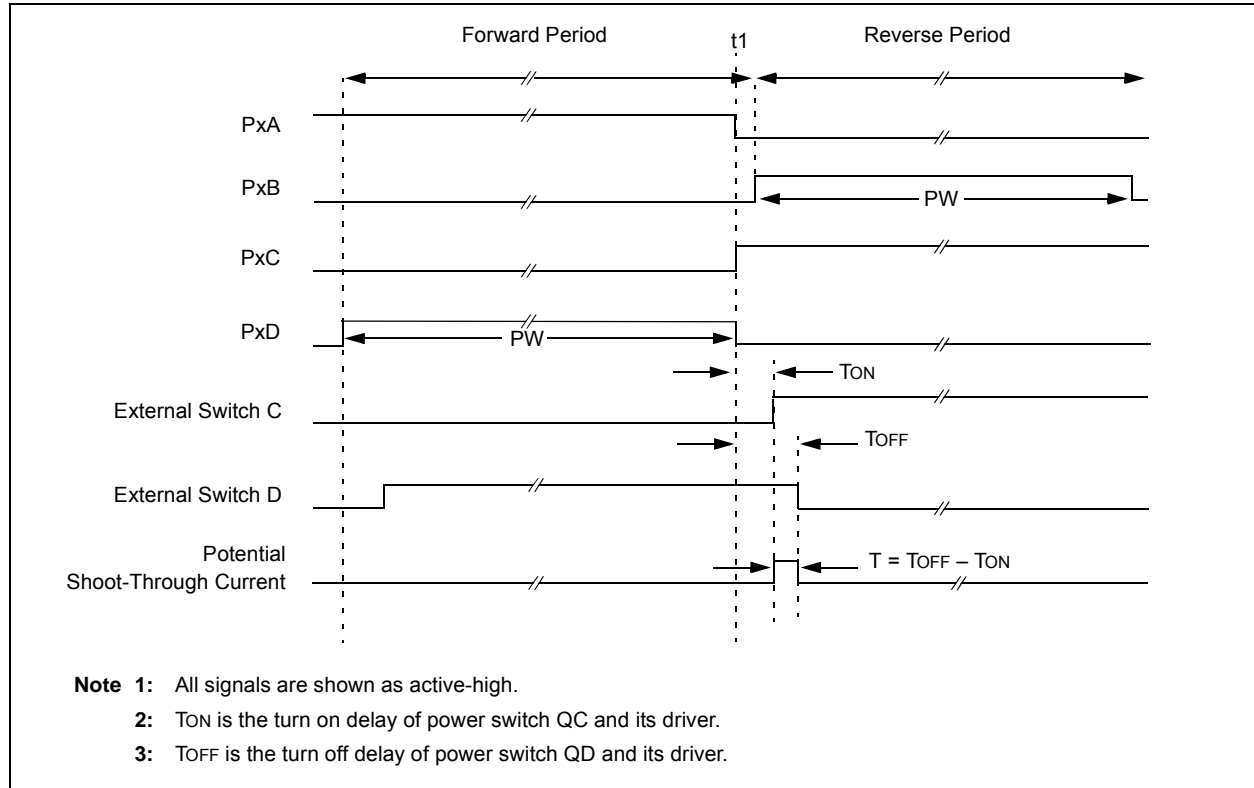 Forward Period
t1
Reverse Period
PxA
PxB
PW
PxC
PxD
PW
TON
External Switch C
TOFF
External Switch D
Potential
Shoot-Through Current
T = TOFF – TON
Note 1: All signals are shown as active-high.
2: TON is the turn on delay of power switch QC and its driver.
3: TOFF is the turn off delay of power switch QD and its driver.